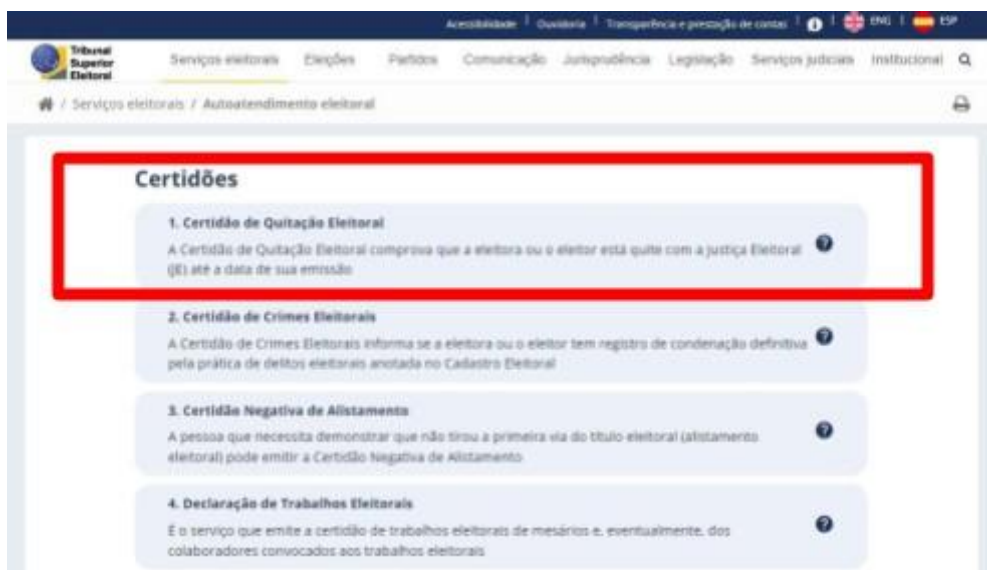 Acessibilidade | Ouvidoria | Transparência e prestação de contas | | ENG | ESP
Tribunal Superior Eleitoral
Serviços eleitorais Eleições Partidos Comunicação Jurisprudência Legislação Serviços judiciais Institucional
/ Serviços eleitorais / Autoatendimento eleitoral
Certidões
1. Certidão de Quitação Eleitoral
A Certidão de Quitação Eleitoral comprova que a eleitora ou o eleitor está quite com a justiça Eleitoral
(JE) até a data de sua emissão
2. Certidão de Crimes Eleitorais
A Certidão de Crimes Eleitorais informa se a eleitora ou o eleitor tem registro de condenação definitiva
pela prática de delitos eleitorais anotada no Cadastro Eleitoral
3. Certidão Negativa de Alistamento
A pessoa que necessita demonstrar que não tirou a primeira via do título eleitoral (alistamento
eleitoral) pode emitir a Certidão Negativa de Alistamento
4. Declaração de Trabalhos Eleitorais
É o serviço que emite a certidão de trabalhos eleitorais de mesários e, eventualmente, dos
colaboradores convocados aos trabalhos eleitorais